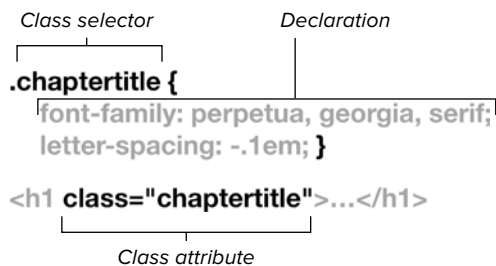 Class selector
Declaration
.chaptertitle {
font-family: perpetua, georgia, serif;
letter-spacing: -.1em; }
<h1 class="chaptertitle">...</h1>
Class attribute